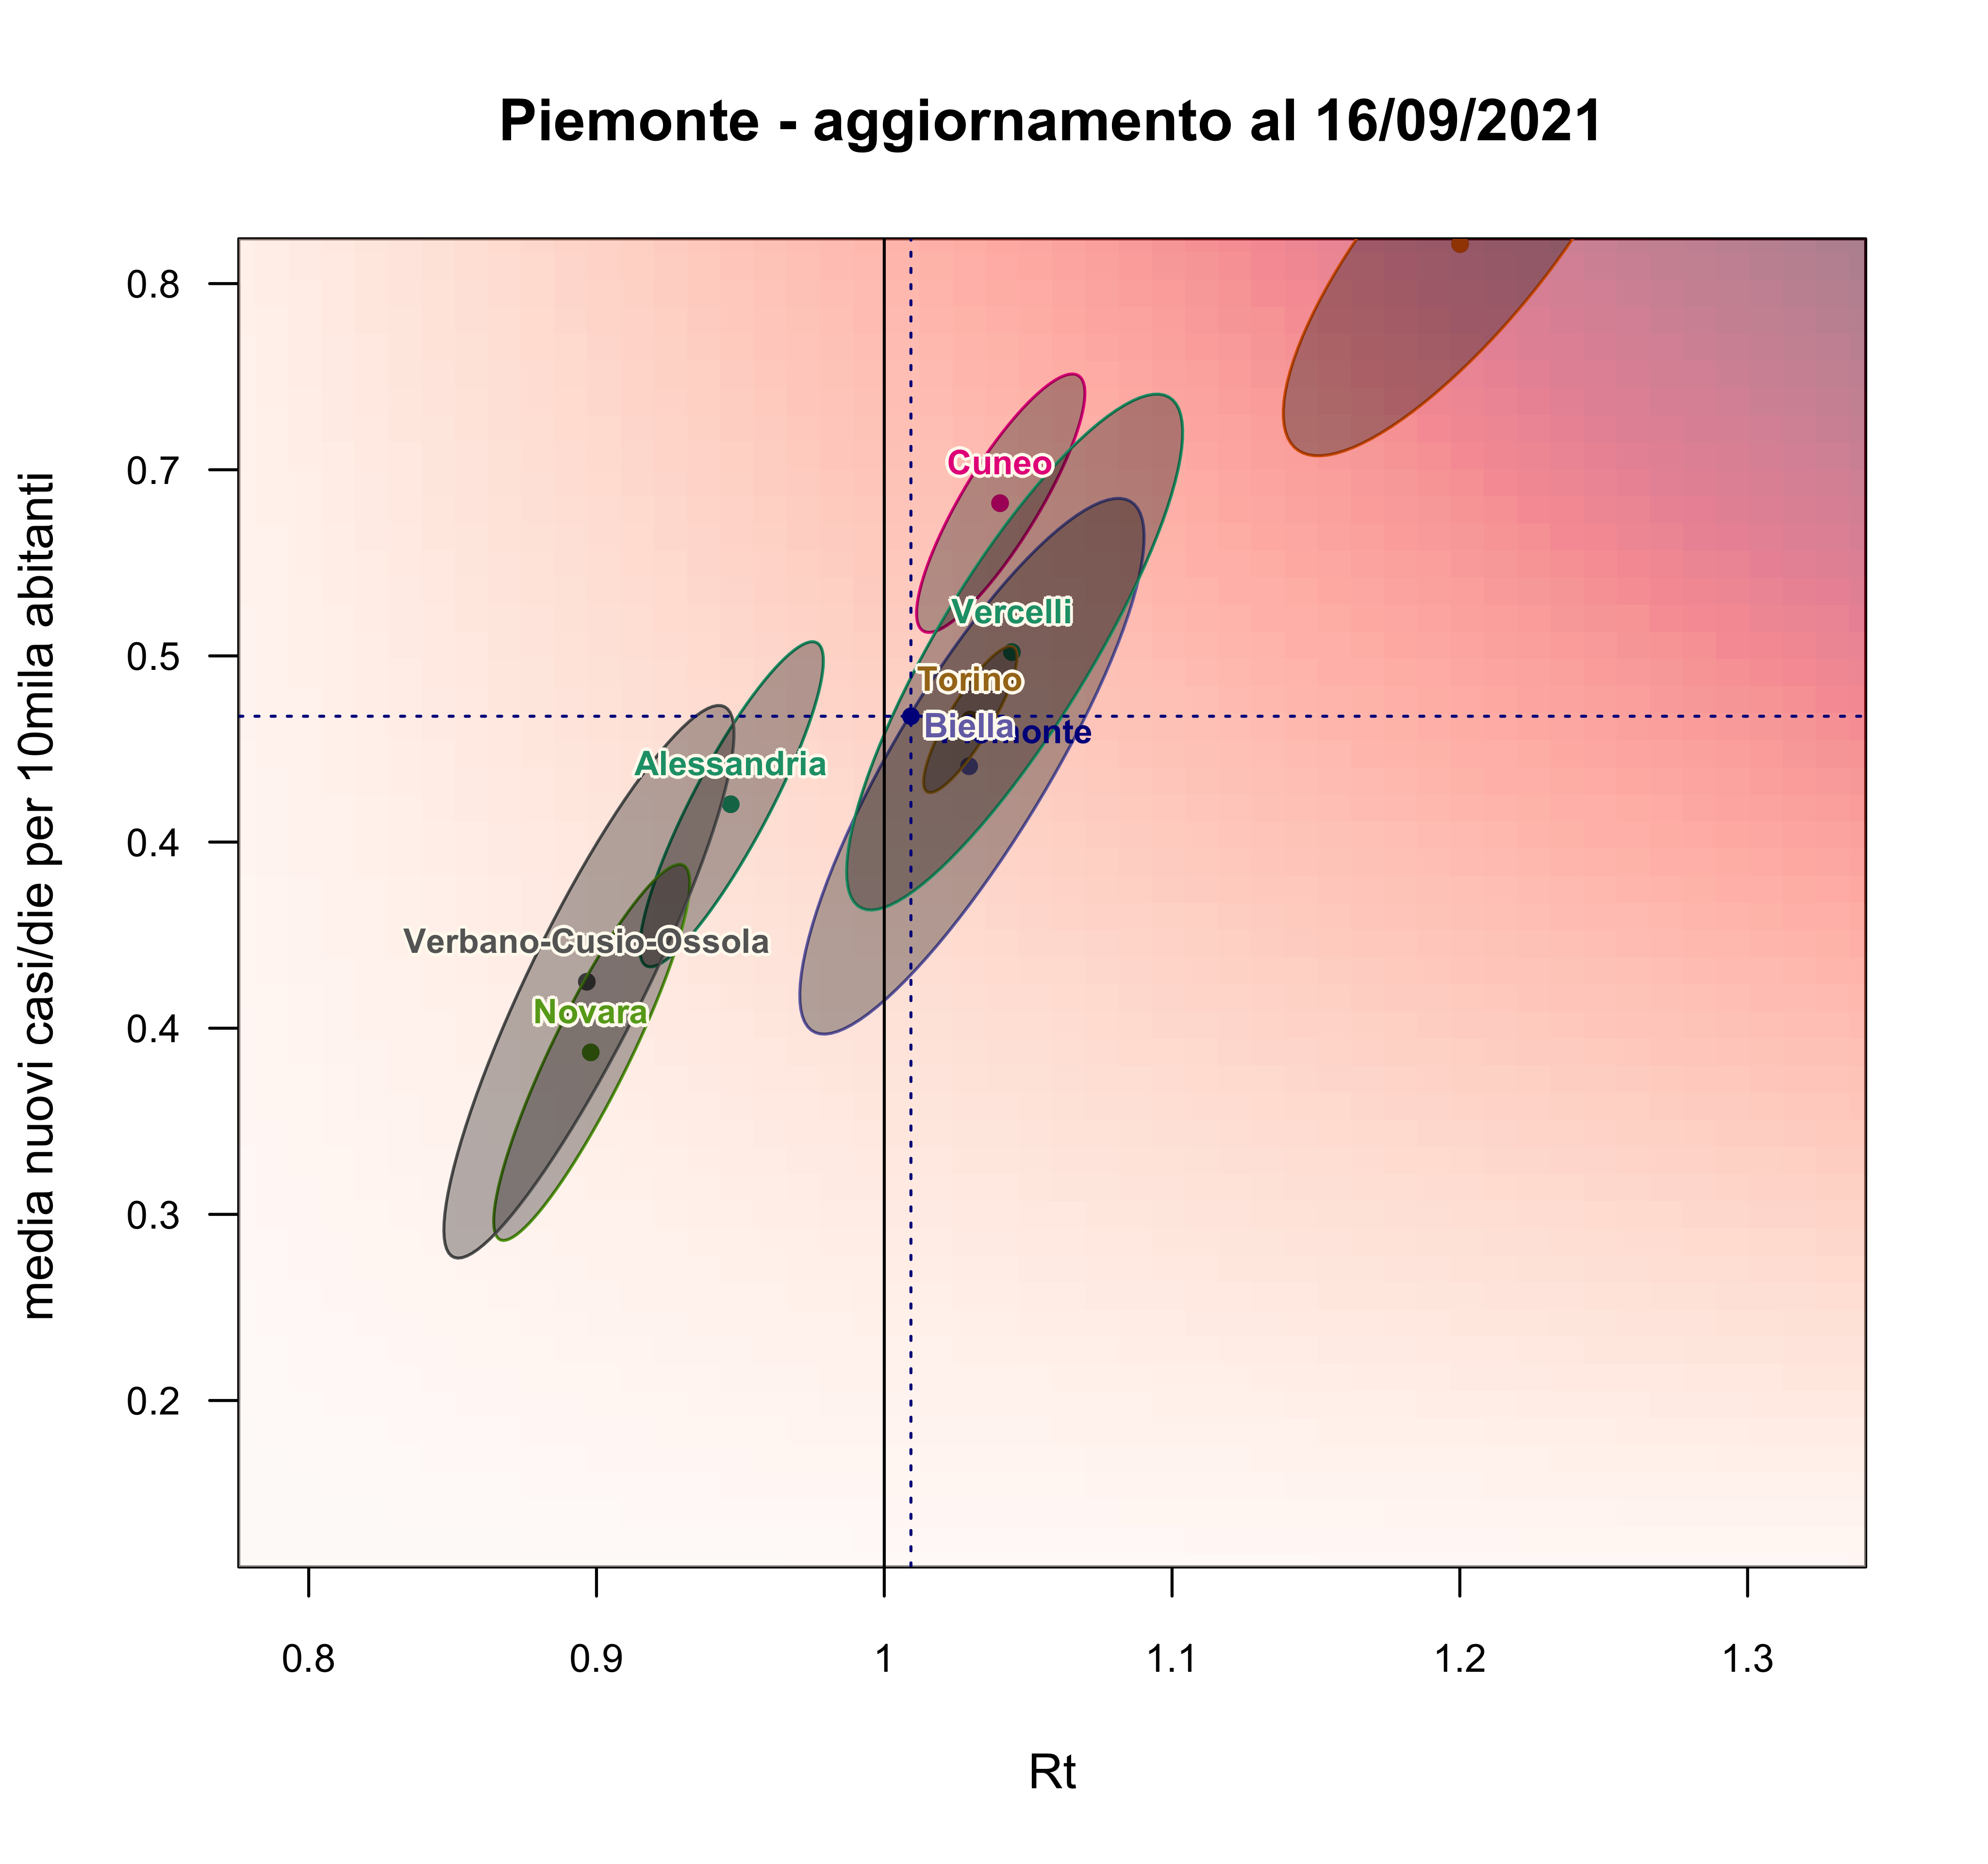 Piemonte - aggiornamento al 16/09/2021
media nuovi casi/die per 10mila abitanti
0.8
0.7
0.5
0.4
0.4
0.3
0.2
Cuneo
Vercelli
Torino
Biella
Alessandria
Verbano-Cusio-Ossola
Novara
0.8
0.9
1
1.1
1.2
1.3
Rt